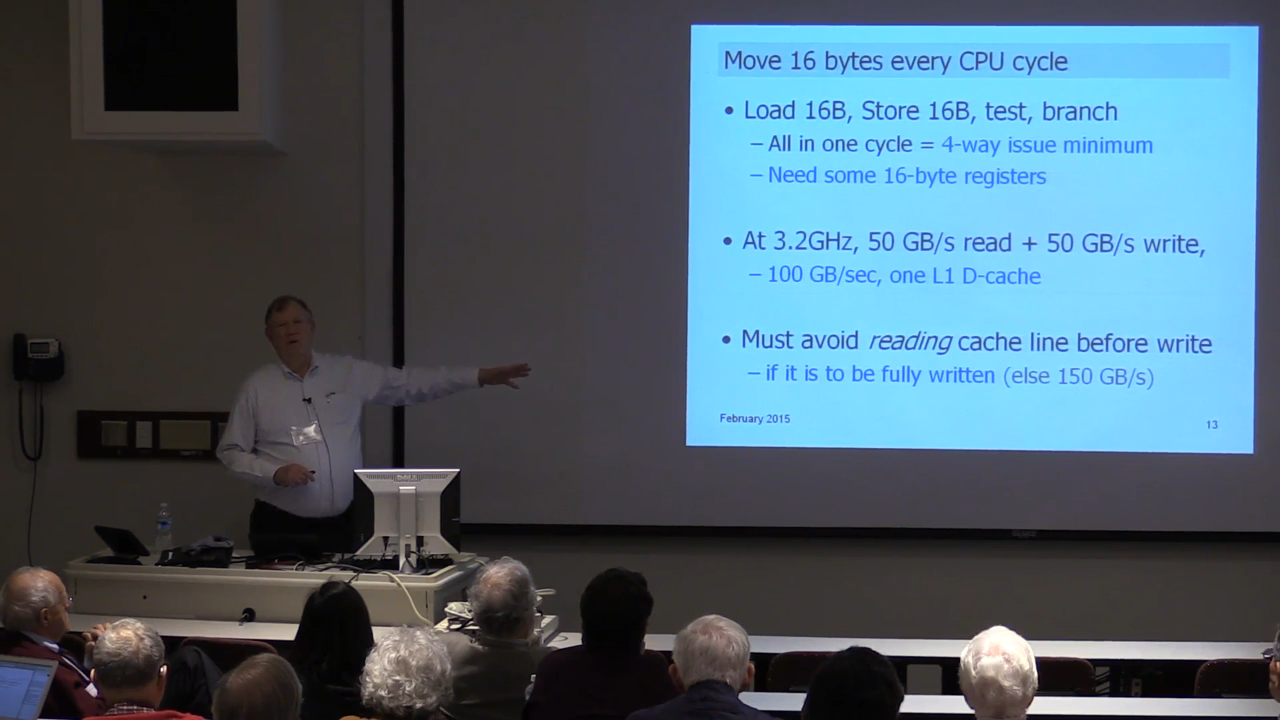 Move 16 bytes every CPU cycle
• Load 16B, Store 16B, test, branch
– All in one cycle = 4-way issue minimum
– Need some 16-byte registers
• At 3.2GHz, 50 GB/s read + 50 GB/s write,
– 100 GB/sec, one L1 D-cache
• Must avoid reading cache line before write
– if it is to be fully written (else 150 GB/s)
February 2015
13